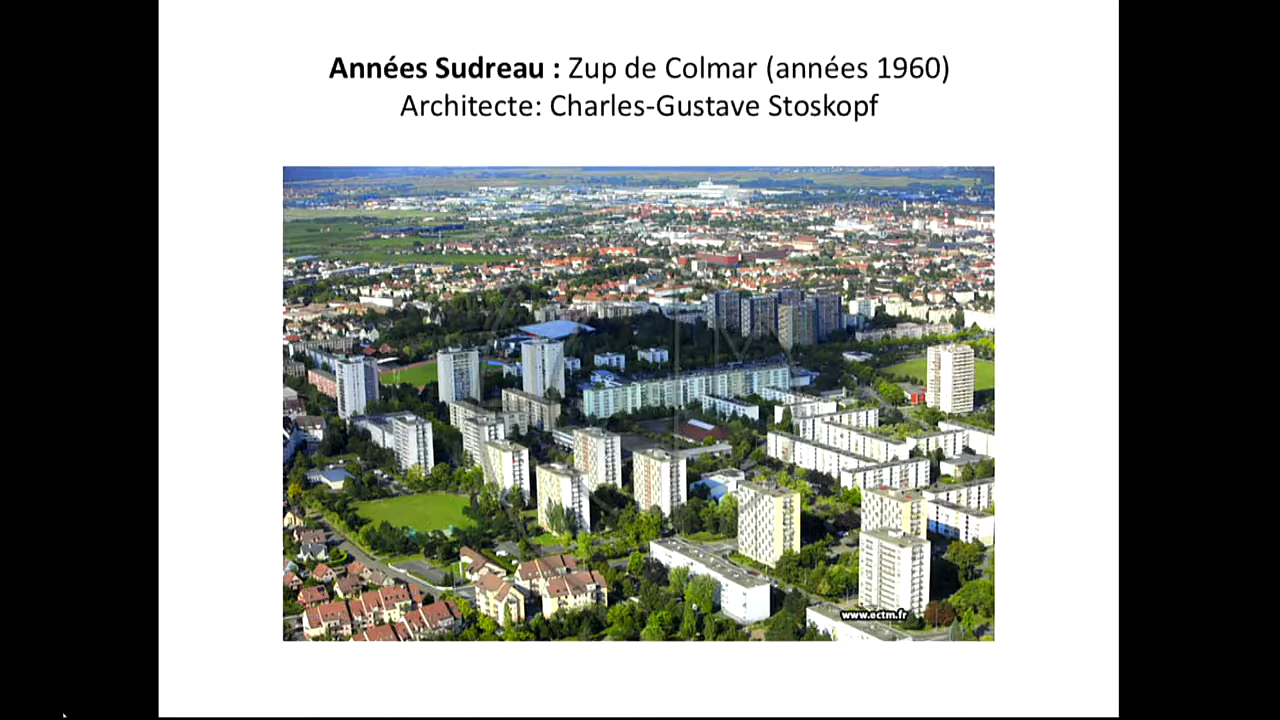 Années Sudreau : Zup de Colmar (années 1960)
Architecte: Charles-Gustave Stoskopf
www.ectm.fr